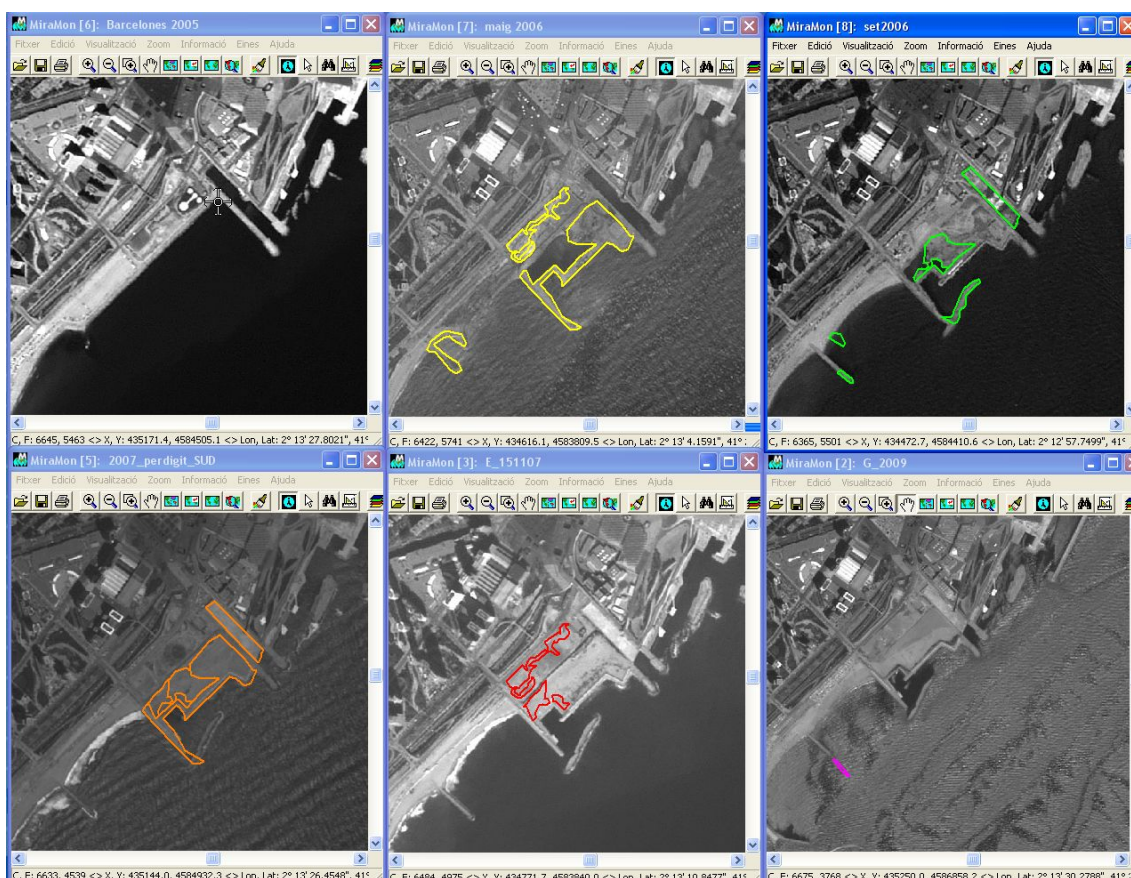 MiraMon [6]: Barcelones 2005
Fitxer Edició Visualització Zoom Informació Eines Ajuda
C, F: 6645, 5463 <> X, Y: 435171.4, 4584505.1 <> Lon, Lat: 2° 13' 27.8021", 41°
MiraMon [7]: maig 2006
Fitxer Edició Visualització Zoom Informació Eines Ajuda
C, F: 6422, 5741 <> X, Y: 434616.1, 4583809.5 <> Lon, Lat: 2° 13' 4.1591", 41°
MiraMon [8]: set2006
Fitxer Edició Visualització Zoom Informació Eines Ajuda
C, F: 6365, 5501 <> X, Y: 434472.7, 4584410.6 <> Lon, Lat: 2° 12' 57.7499", 41°
MiraMon [5]: 2007_perdigit_SUD
Fitxer Edició Visualització Zoom Informació Eines Ajuda
C, F: 6633, 4539 <> X, Y: 435144.0, 4584932.3 <> Lon, Lat: 2° 13' 26.4548", 41°
MiraMon [3]: E_151107
Fitxer Edició Visualització Zoom Informació Eines Ajuda
C, F: 6484, 4975 <> X, Y: 434771.7, 4583840.0 <> Lon, Lat: 2° 13' 10.8477", 41°
MiraMon [2]: G_2009
Fitxer Edició Visualització Zoom Informació Eines Ajuda
C, F: 6675, 3768 <> X, Y: 435250.0, 4586858.2 <> Lon, Lat: 2° 13' 30.2788", 41°